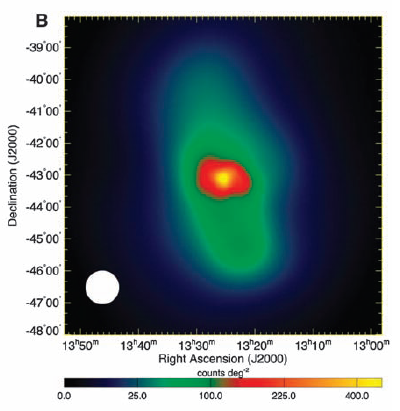 B
-39°00'
-40°00'
-41°00'
-42°00'
-43°00'
-44°00'
-45°00'
-46°00'
-47°00'
-48°00'
Declination (J2000)
13ʰ50ᵐ 13ʰ40ᵐ 13ʰ30ᵐ 13ʰ20ᵐ 13ʰ10ᵐ 13ʰ00ᵐ
Right Ascension (J2000)
counts deg⁻²
0.0 25.0 100.0 225.0 400.0